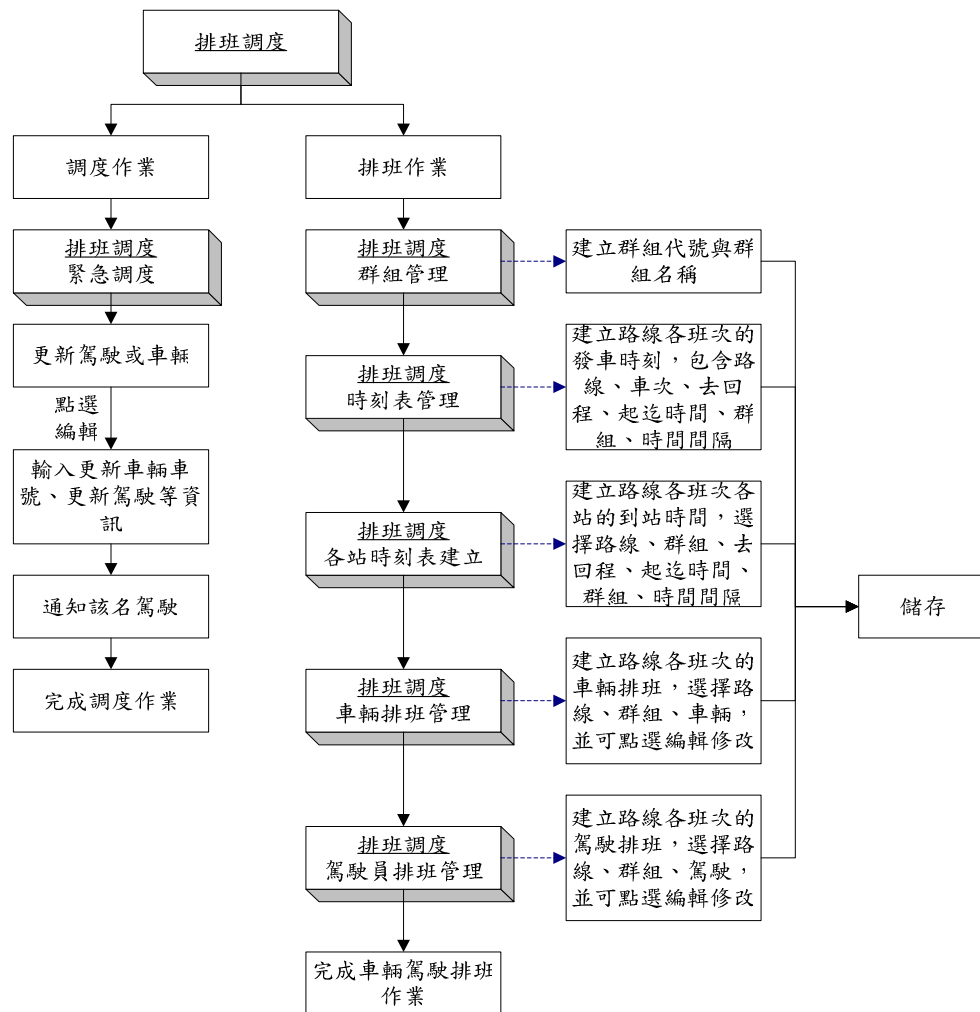 排班調度
調度作業
排班作業
排班調度
緊急調度
排班調度
群組管理
建立群組代號與群
組名稱
更新駕駛或車輛
點選
編輯
輸入更新車輛車
號、更新駕駛等資
訊
通知該名駕駛
完成調度作業
排班調度
時刻表管理
建立路線各班次的
發車時刻，包含路
線、車次、去回
程、起迄時間、群
組、時間間隔
排班調度
各站時刻表建立
建立路線各班次各
站的到站時間，選
擇路線、群組、去
回程、起迄時間、
群組、時間間隔
儲存
排班調度
車輛排班管理
建立路線各班次的
車輛排班，選擇路
線、群組、車輛，
並可點選編輯修改
排班調度
駕駛員排班管理
建立路線各班次的
駕駛排班，選擇路
線、群組、駕駛，
並可點選編輯修改
完成車輛駕駛排班
作業